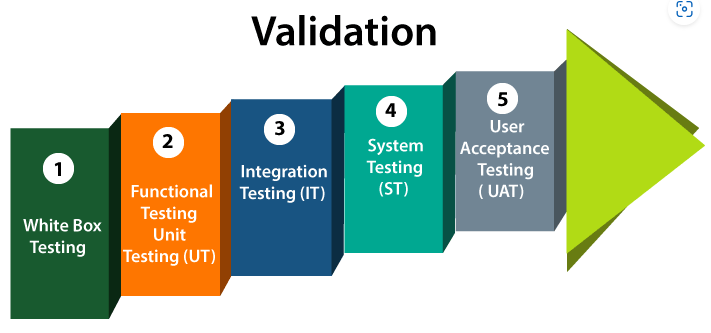 Validation
1
White Box
Testing
2
Functional
Testing
Unit
Testing (UT)
3
Integration
Testing (IT)
4
System
Testing
(ST)
5
User
Acceptance
Testing
( UAT)